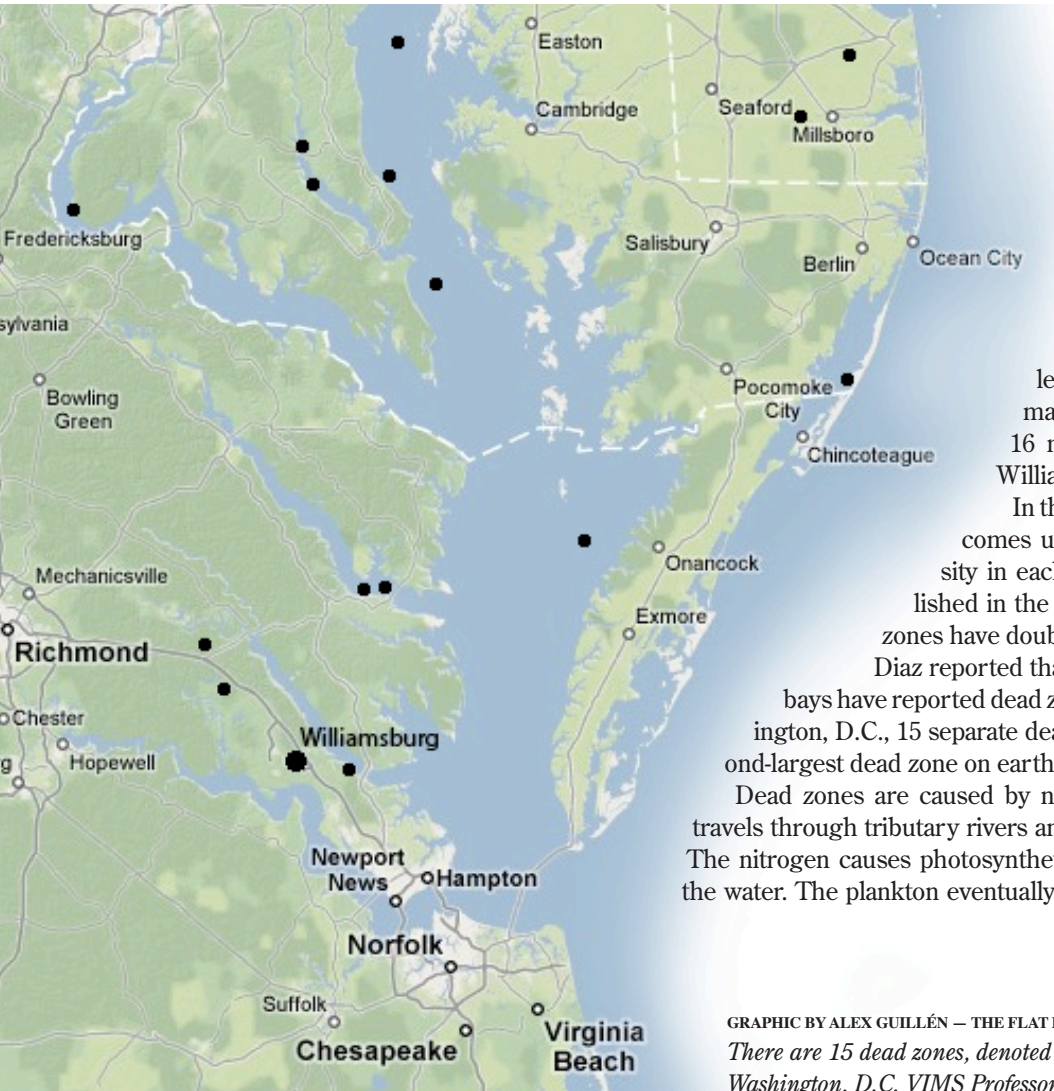 Easton
Cambridge
Seaford
Millsboro
Fredericksburg
Salisbury
Berlin
Ocean City
sylvania
Bowling
Green
Pocomoke
City
Chincoteague
Mechanicsville
Onancock
Exmore
Richmond
Chester
Hopewell
g
Williamsburg
Newport
News
Hampton
Norfolk
Suffolk
Chesapeake
Virginia
Beach
le
ma
16 r
Willia
In th
comes u
sity in each
lished in the
zones have doub
Diaz reported tha
bays have reported dead z
ington, D.C., 15 separate dea
ond-largest dead zone on earth
Dead zones are caused by n
travels through tributary rivers an
The nitrogen causes photosynthe
the water. The plankton eventually
GRAPHIC BY ALEX GUILLÉN — THE FLAT
There are 15 dead zones, denoted
Washington, D.C. VIMS Professor